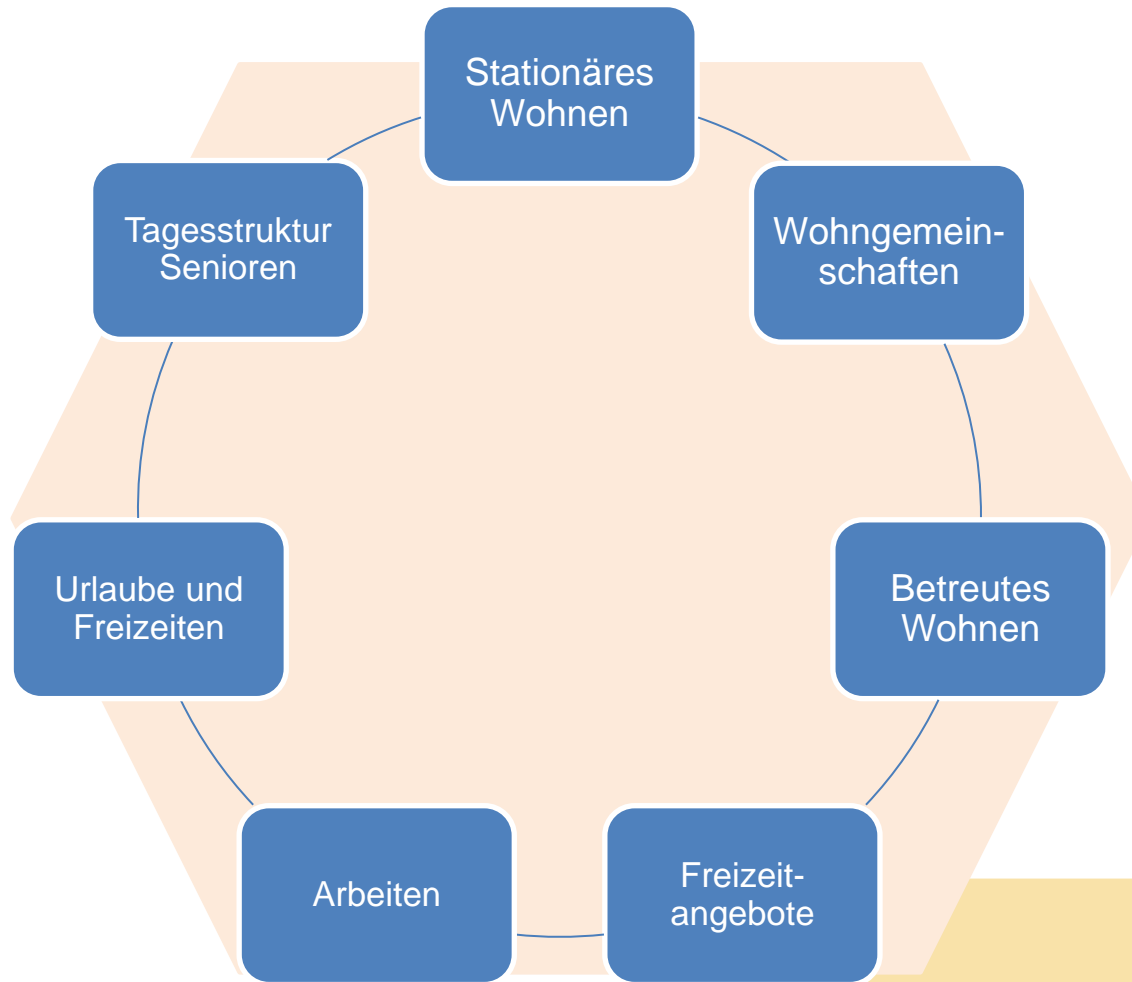 Stationäres
Wohnen
Wohngemein-
schaften
Betreutes
Wohnen
Freizeit-
angebote
Arbeiten
Urlaube und
Freizeiten
Tagesstruktur
Senioren